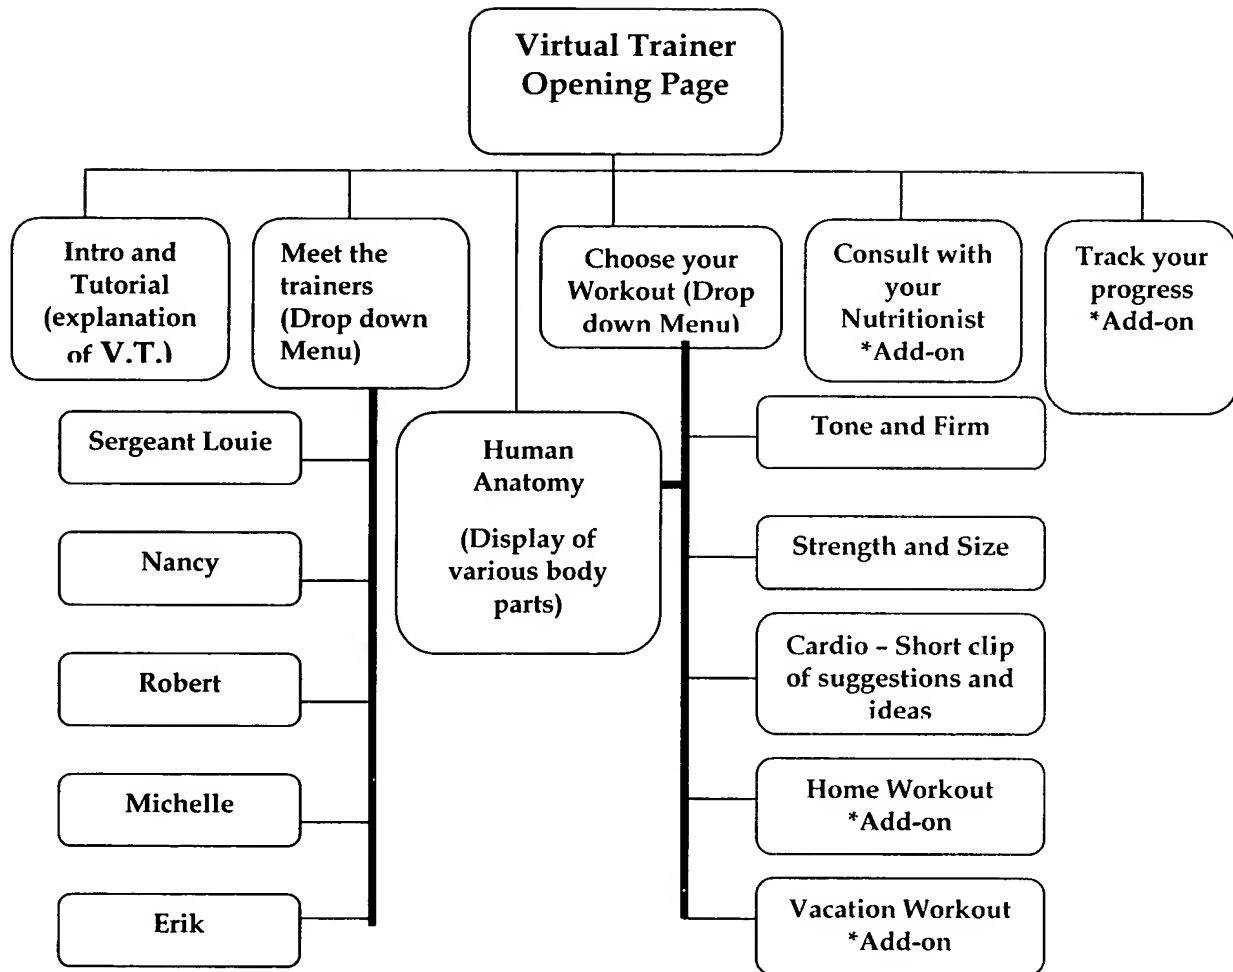 Virtual Trainer
Opening Page
Intro and
Tutorial
(explanation
of V.T.)
Meet the
trainers
(Drop down
Menu)
Choose your
Workout (Drop
down Menu)
Consult with
your
Nutritionist
*Add-on
Track your
progress
*Add-on
Sergeant Louie
Nancy
Robert
Michelle
Erik
Human
Anatomy
(Display of
various body
parts)
Tone and Firm
Strength and Size
Cardio – Short clip
of suggestions and
ideas
Home Workout
*Add-on
Vacation Workout
*Add-on